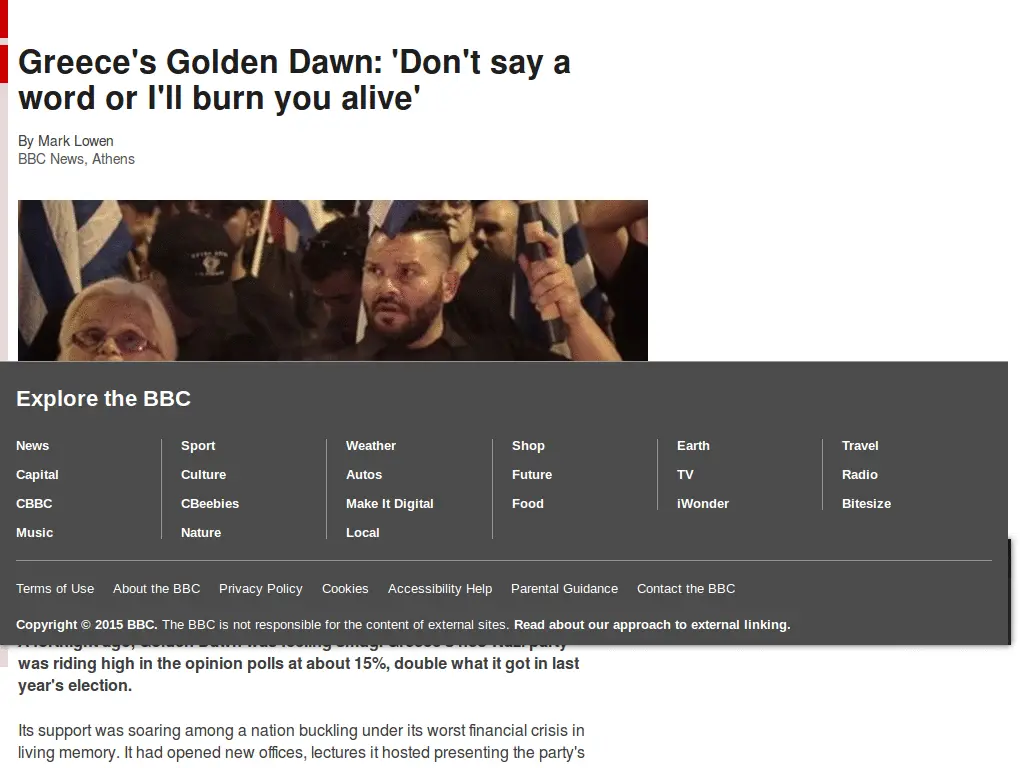 Greece's Golden Dawn: 'Don't say a
word or I'll burn you alive'
By Mark Lowen
BBC News, Athens
Explore the BBC
News
Sport
Weather
Shop
Earth
Travel
Capital
Culture
Autos
Future
TV
Radio
CBBC
CBeebies
Make It Digital
Food
iWonder
Bitesize
Music
Nature
Local
Terms of Use About the BBC Privacy Policy Cookies Accessibility Help Parental Guidance Contact the BBC
Copyright © 2015 BBC. The BBC is not responsible for the content of external sites. Read about our approach to external linking.
was riding high in the opinion polls at about 15%, double what it got in last
year's election.
Its support was soaring among a nation buckling under its worst financial crisis in
living memory. It had opened new offices, lectures it hosted presenting the party's